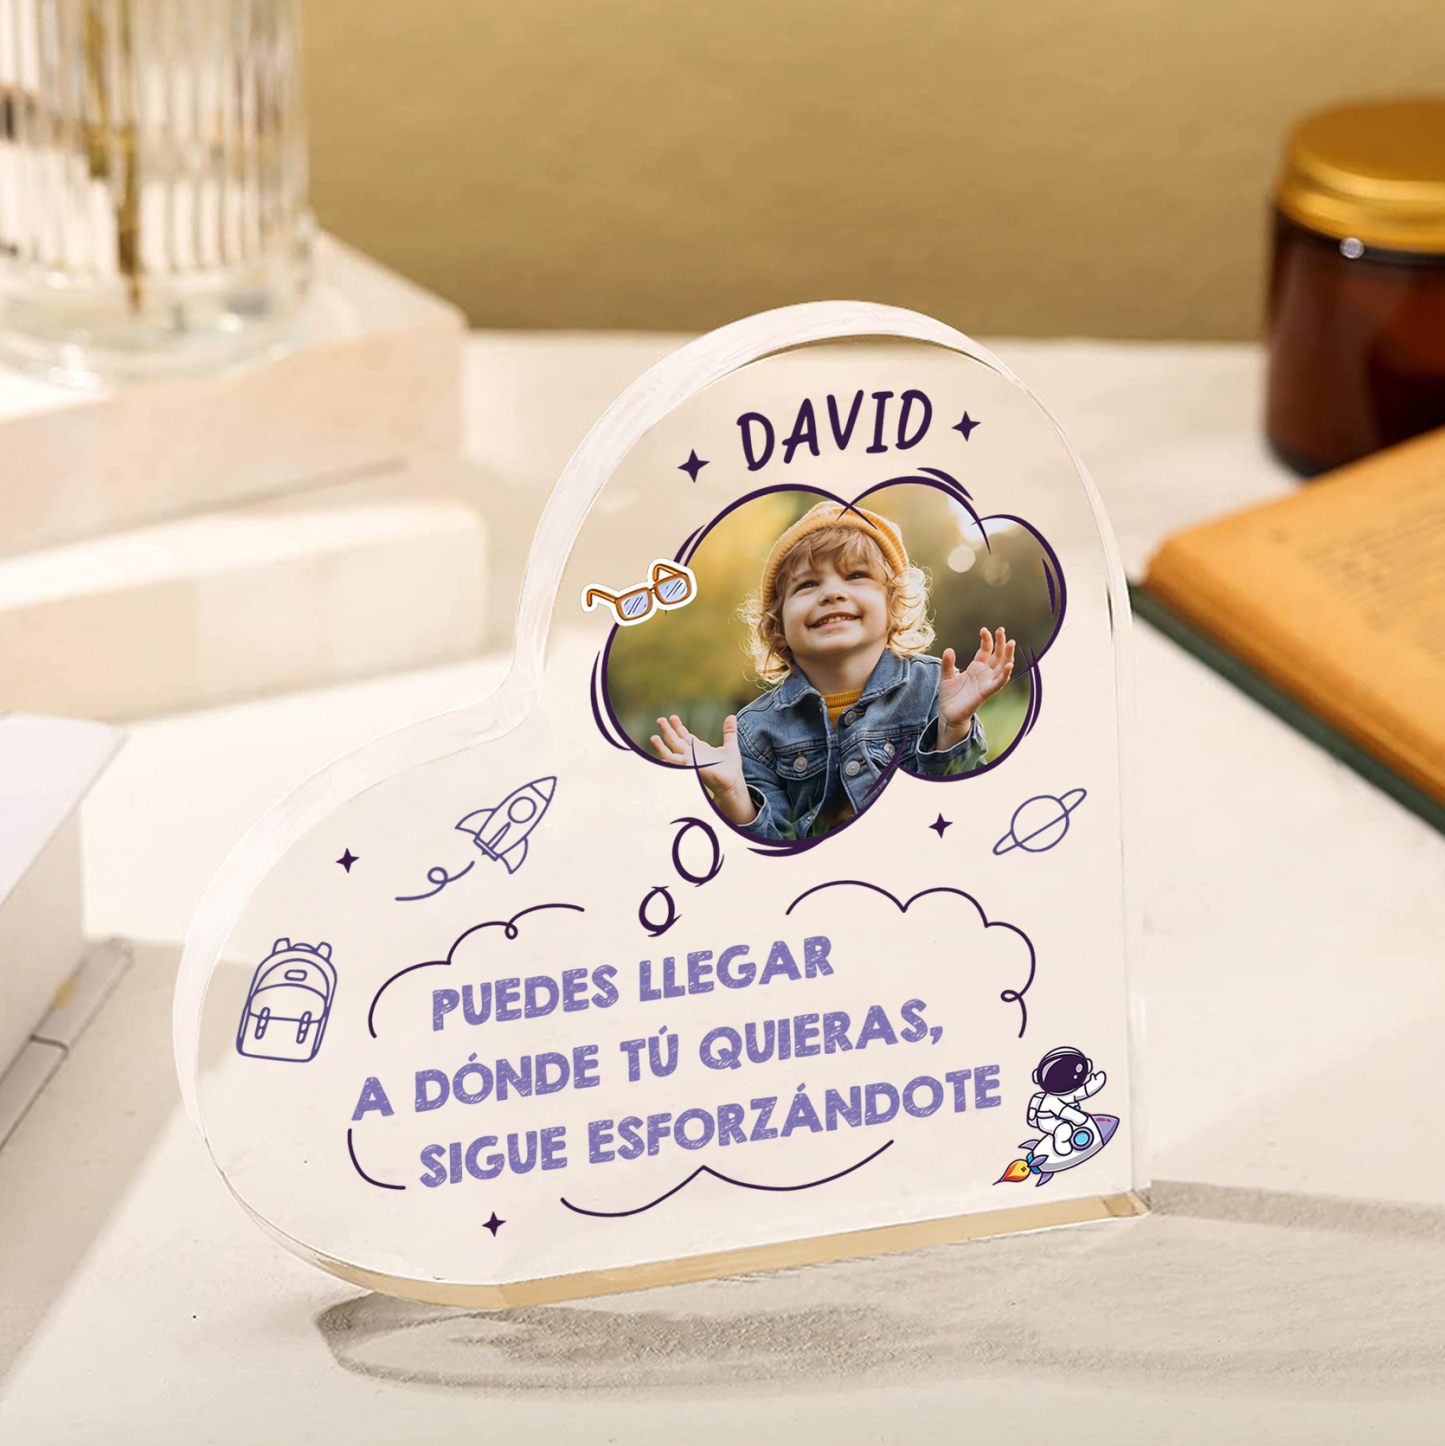 DAVID
PUEDES LLEGAR
A DÓNDE TÚ QUIERAS,
SIGUE ESFORZÁNDOTE